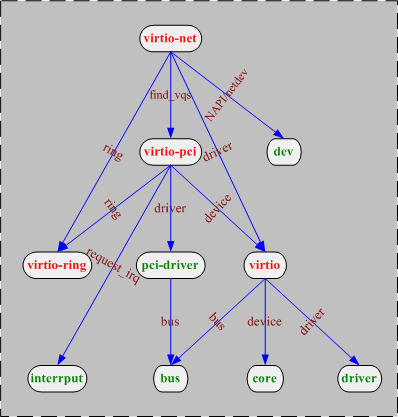 virtio-net
find_vqs
NAPI/netdev
ring
virtio-pci
driver
dev
ring
driver
device
request_irq
virtio-ring
pci-driver
virtio
bus
bus
device
driver
interrput
bus
core
driver